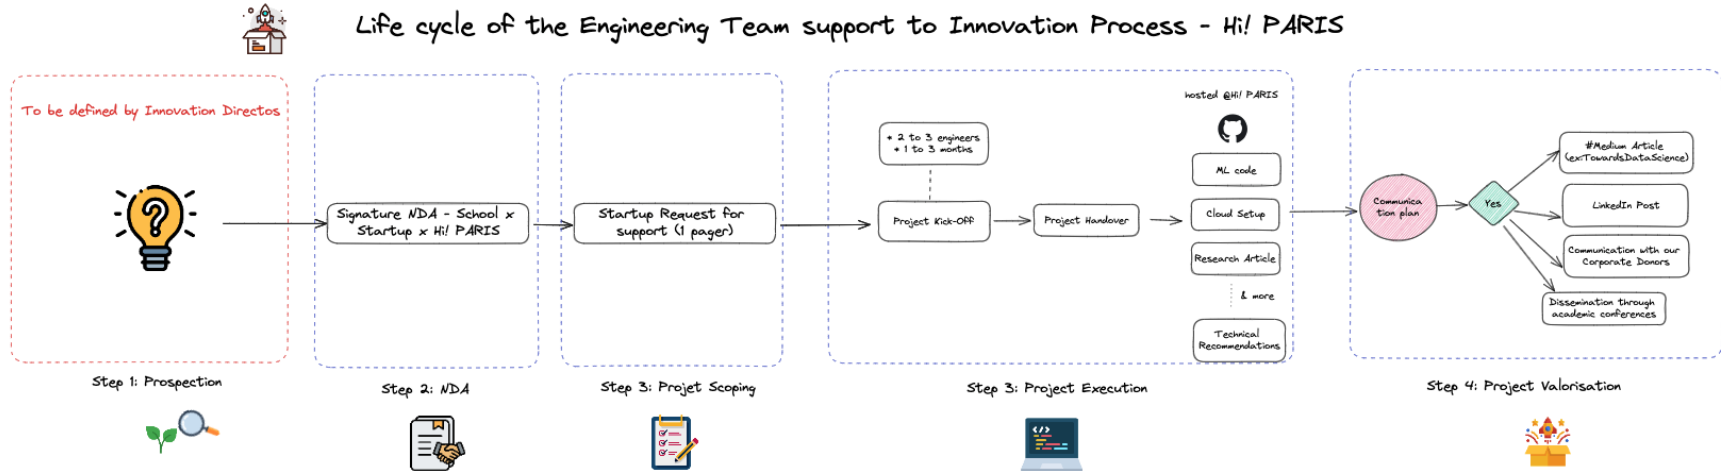 Life cycle of the Engineering Team support to Innovation Process - Hi! PARIS
To be defined by Innovation Directos
Step 1: Prospection
Signature NDA - School x
Startup x Hi! PARIS
Step 2: NDA
Startup Request for
support (1 pager)
Step 3: Projet Scoping
* 2 to 3 engineers
* 1 to 3 months
Project Kick-Off
Project Handover
hosted @Hi! PARIS
ML code
Cloud Setup
Research Article
& more
Technical
Recommendations
Step 3: Project Execution
Communica
tion plan
Yes
#Medium Article
(ex:TowardsDataScience)
LinkedIn Post
Communication with our
Corporate Donors
Dissemination through
academic conferences
Step 4: Project Valorisation